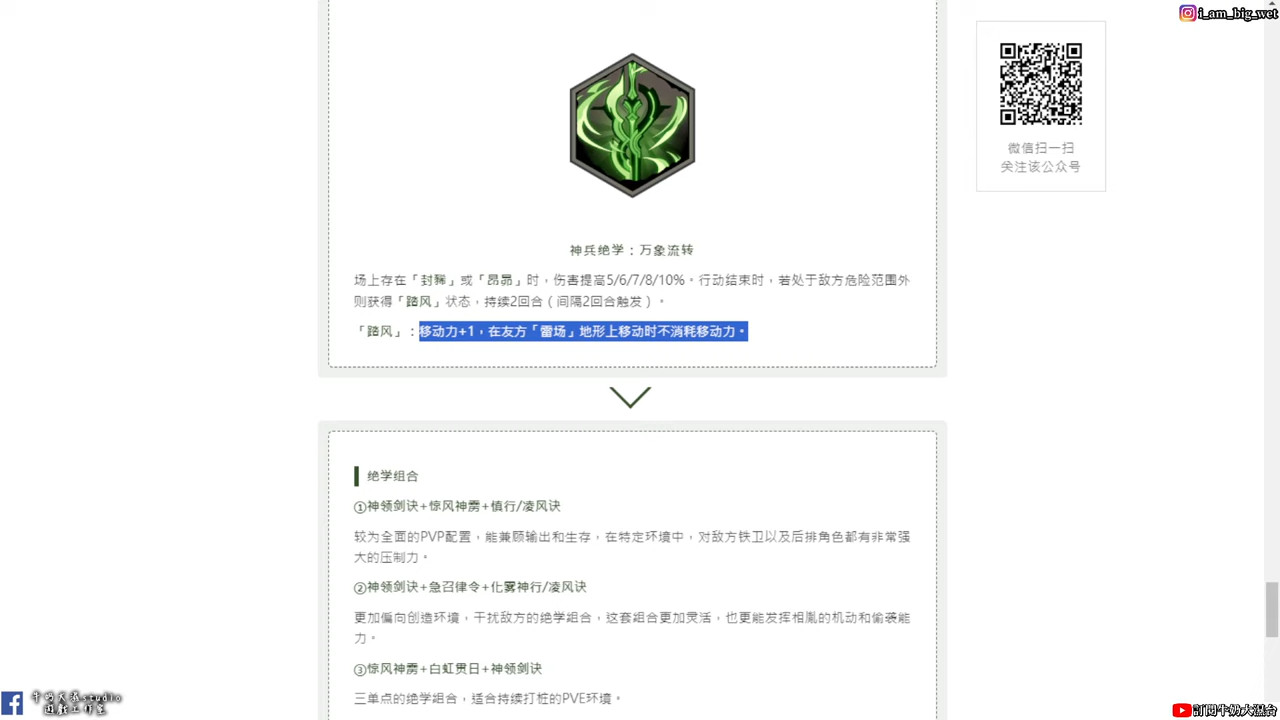 i_am_big_wet
微信扫一扫
关注该公众号
神兵绝学：万象流转
场上存在「封豨」或「昂昴」时，伤害提高5/6/7/8/10%。行动结束时，若处于敌方危险范围外
则获得「踏风」状态，持续2回合（间隔2回合触发）。
「踏风」：移动力+1，在友方「雷场」地形上移动时不消耗移动力。
绝学组合
①神领剑诀+惊风神雳+慎行/凌风诀
较为全面的PVP配置，能兼顾输出和生存，在特定环境中，对敌方铁卫以及后排角色都有非常强
大的压制力。
②神领剑诀+急召律令+化雾神行/凌风诀
更加偏向创造环境，干扰敌方的绝学组合，这套组合更加灵活，也更能发挥相胤的机动和偷袭能
力。
③惊风神雳+白虹贯日+神领剑诀
三单点的绝学组合，适合持续打桩的PVE环境。
studio
遊戲工作室
訂閱牛奶大混台